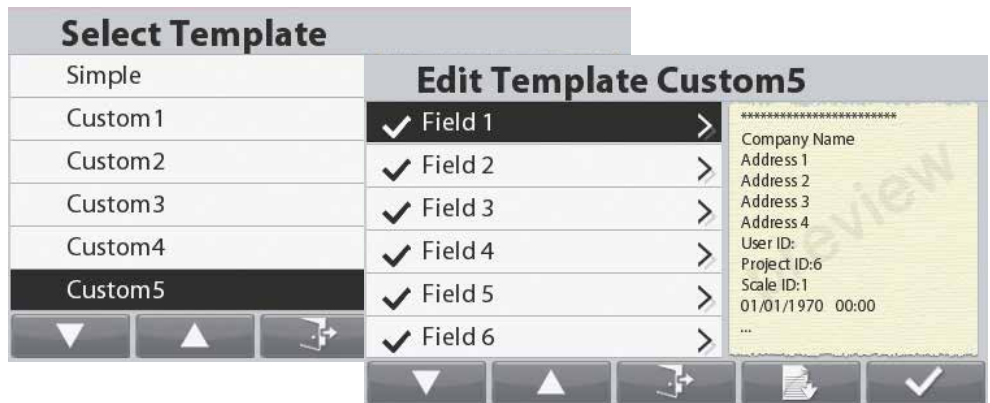 Select Template
Simple
Custom1
Custom2
Custom3
Custom4
Custom5
Edit Template Custom5
Field 1
Field 2
Field 3
Field 4
Field 5
Field 6
************************
Company Name
Address 1
Address 2
Address 3
Address 4
User ID:
Project ID:6
Scale ID:1
01/01/1970 00:00
...
Preview